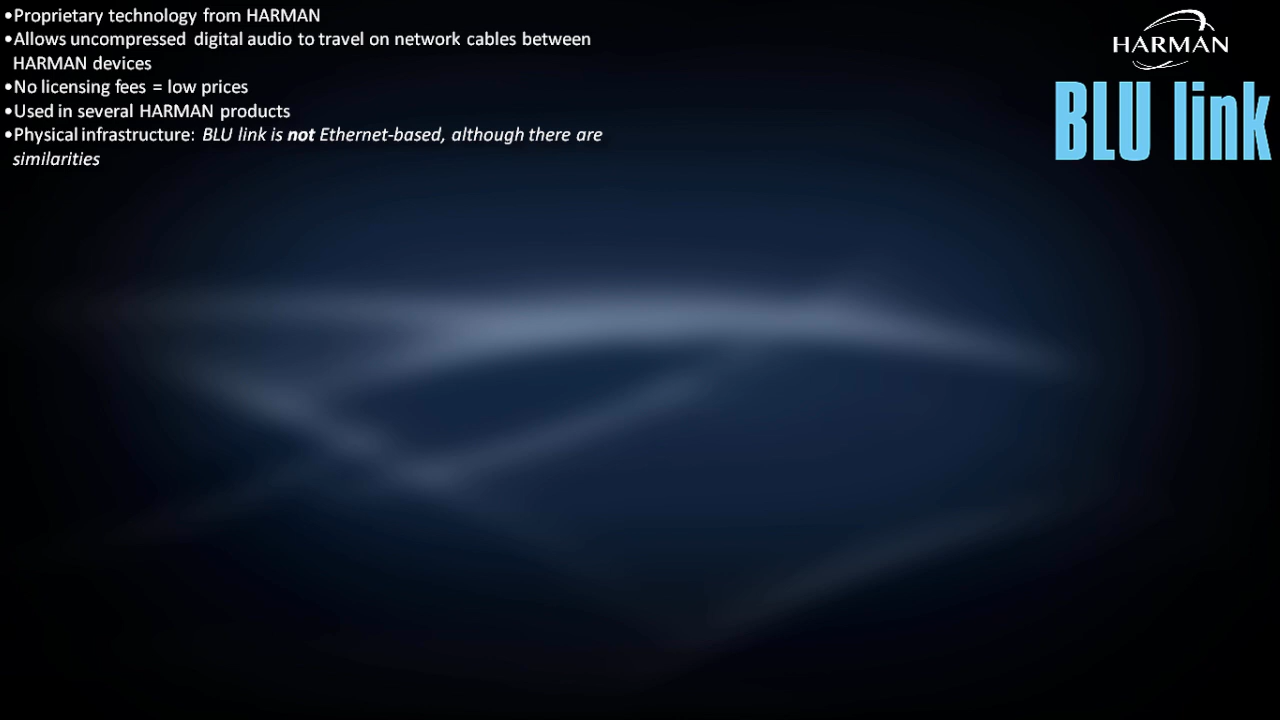 •Proprietary technology from HARMAN
•Allows uncompressed digital audio to travel on network cables between
HARMAN devices
•No licensing fees = low prices
•Used in several HARMAN products
•Physical infrastructure: BLU link is not Ethernet-based, although there are
similarities
HARMAN
BLU link